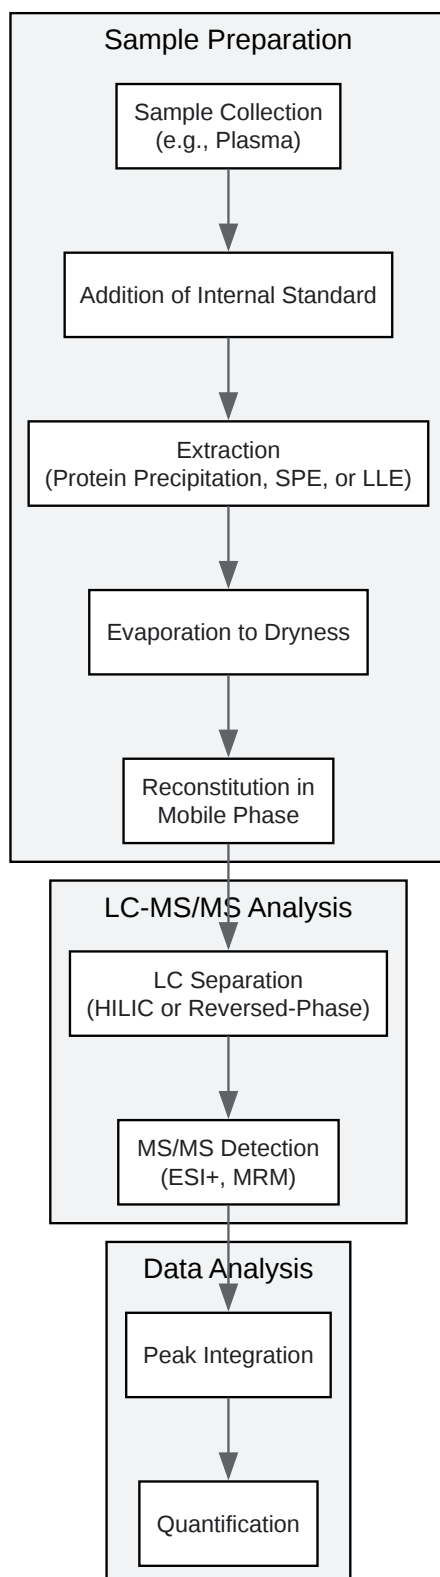 Sample Preparation
Sample Collection
(e.g., Plasma)
Addition of Internal Standard
Extraction
(Protein Precipitation, SPE, or LLE)
Evaporation to Dryness
Reconstitution in
Mobile Phase
LC-MS/MS Analysis
LC Separation
(HILIC or Reversed-Phase)
MS/MS Detection
(ESI+, MRM)
Data Analysis
Peak Integration
Quantification